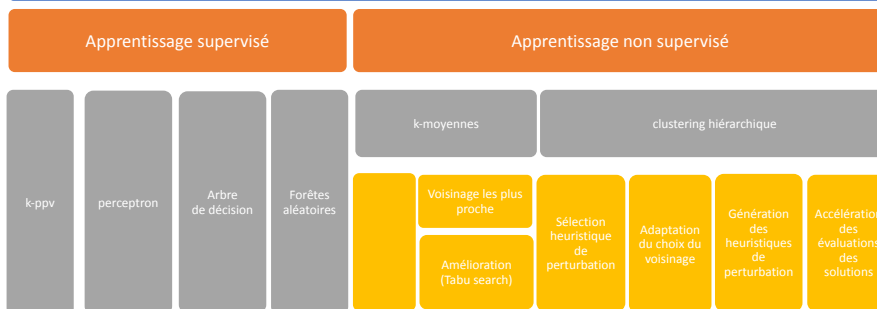 Apprentissage supervisé
Apprentissage non supervisé
k-ppv
perceptron
Arbre
de décision
Forêtes
aléatoires
k-moyennes
clustering hiérarchique
Voisinage les plus
proche
Amélioration
(Tabu search)
Sélection
heuristique
de
perturbation
Adaptation
du choix du
voisinage
Génération
des
heuristiques
de
perturbation
Accélération
des
évaluations
des
solutions